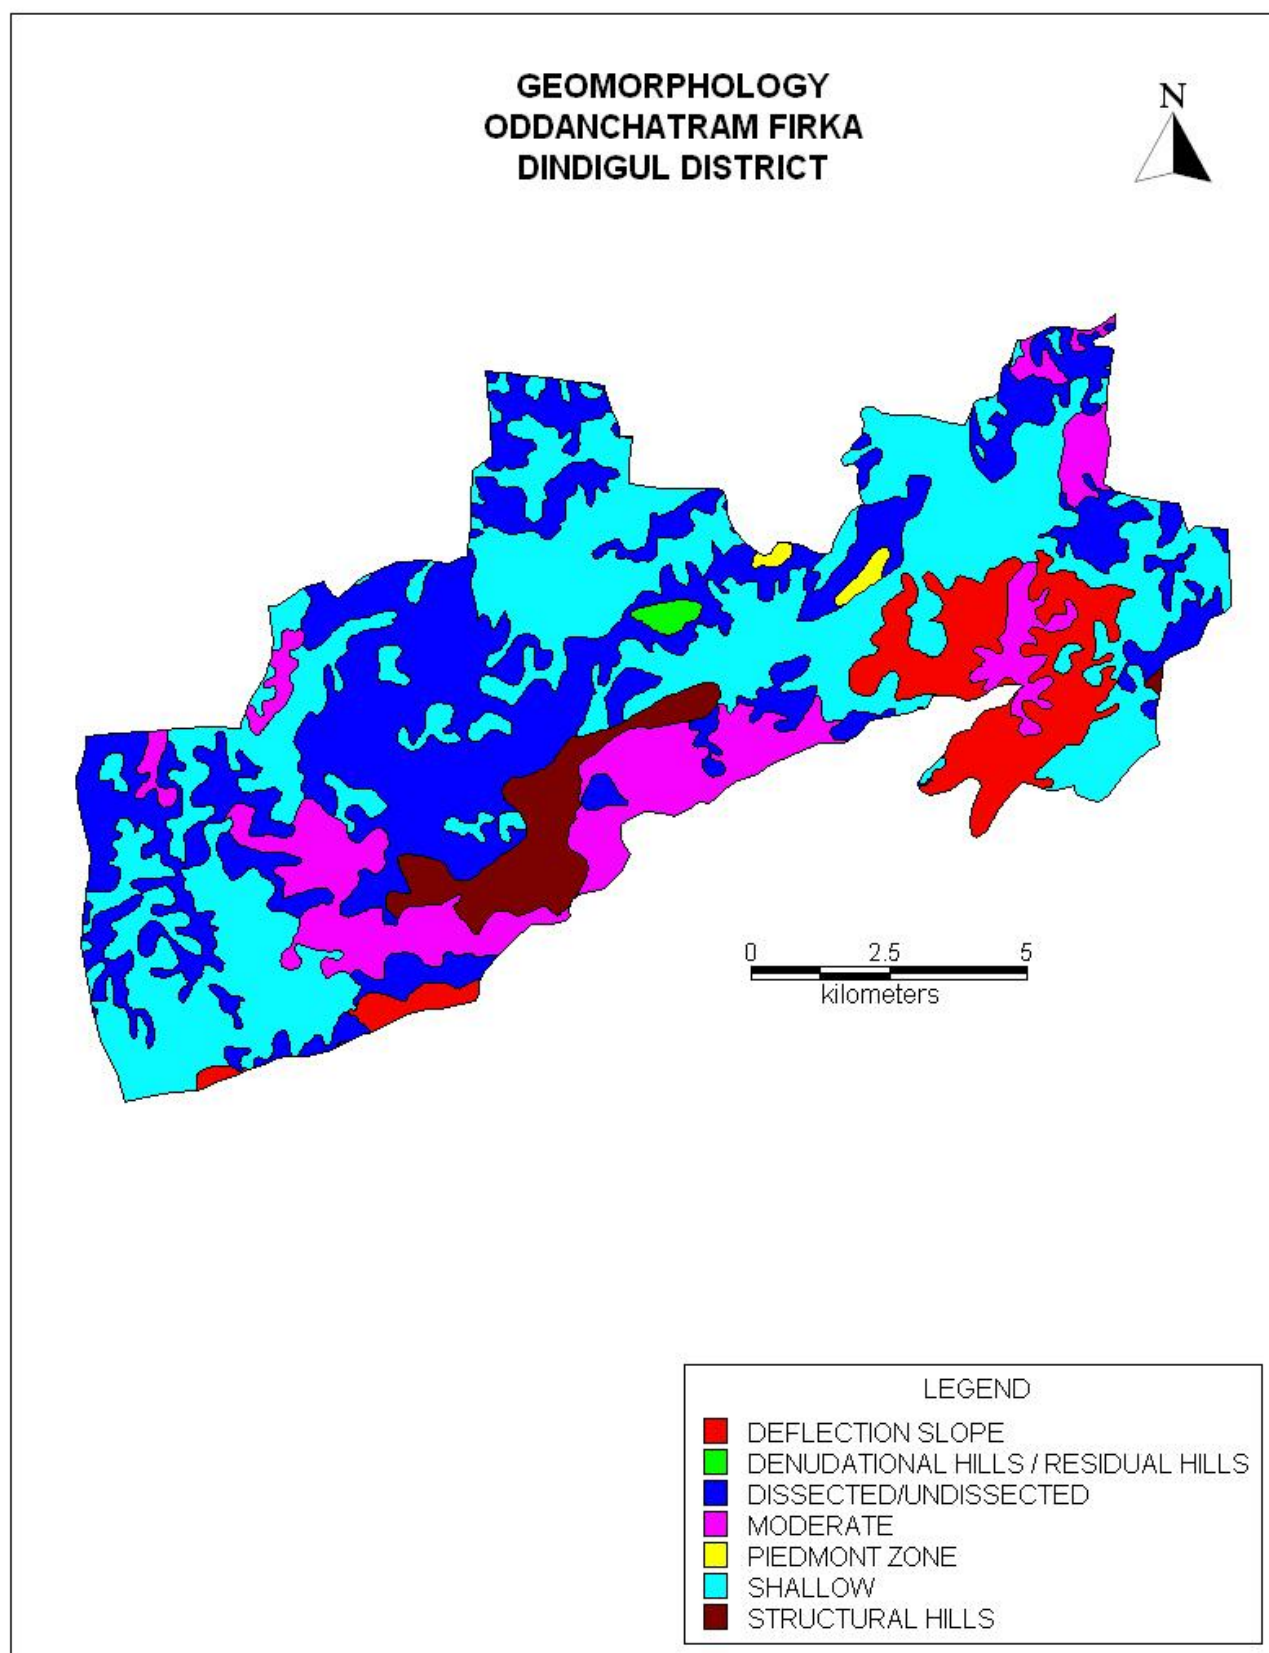 GEOMORPHOLOGY
ODDANCHATRAM FIRKA
DINDIGUL DISTRICT
N
0 2.5 5
kilometers
LEGEND
DEFLECTION SLOPE
DENUDATIONAL HILLS / RESIDUAL HILLS
DISSECTED/UNDISSECTED
MODERATE
PIEDMONT ZONE
SHALLOW
STRUCTURAL HILLS